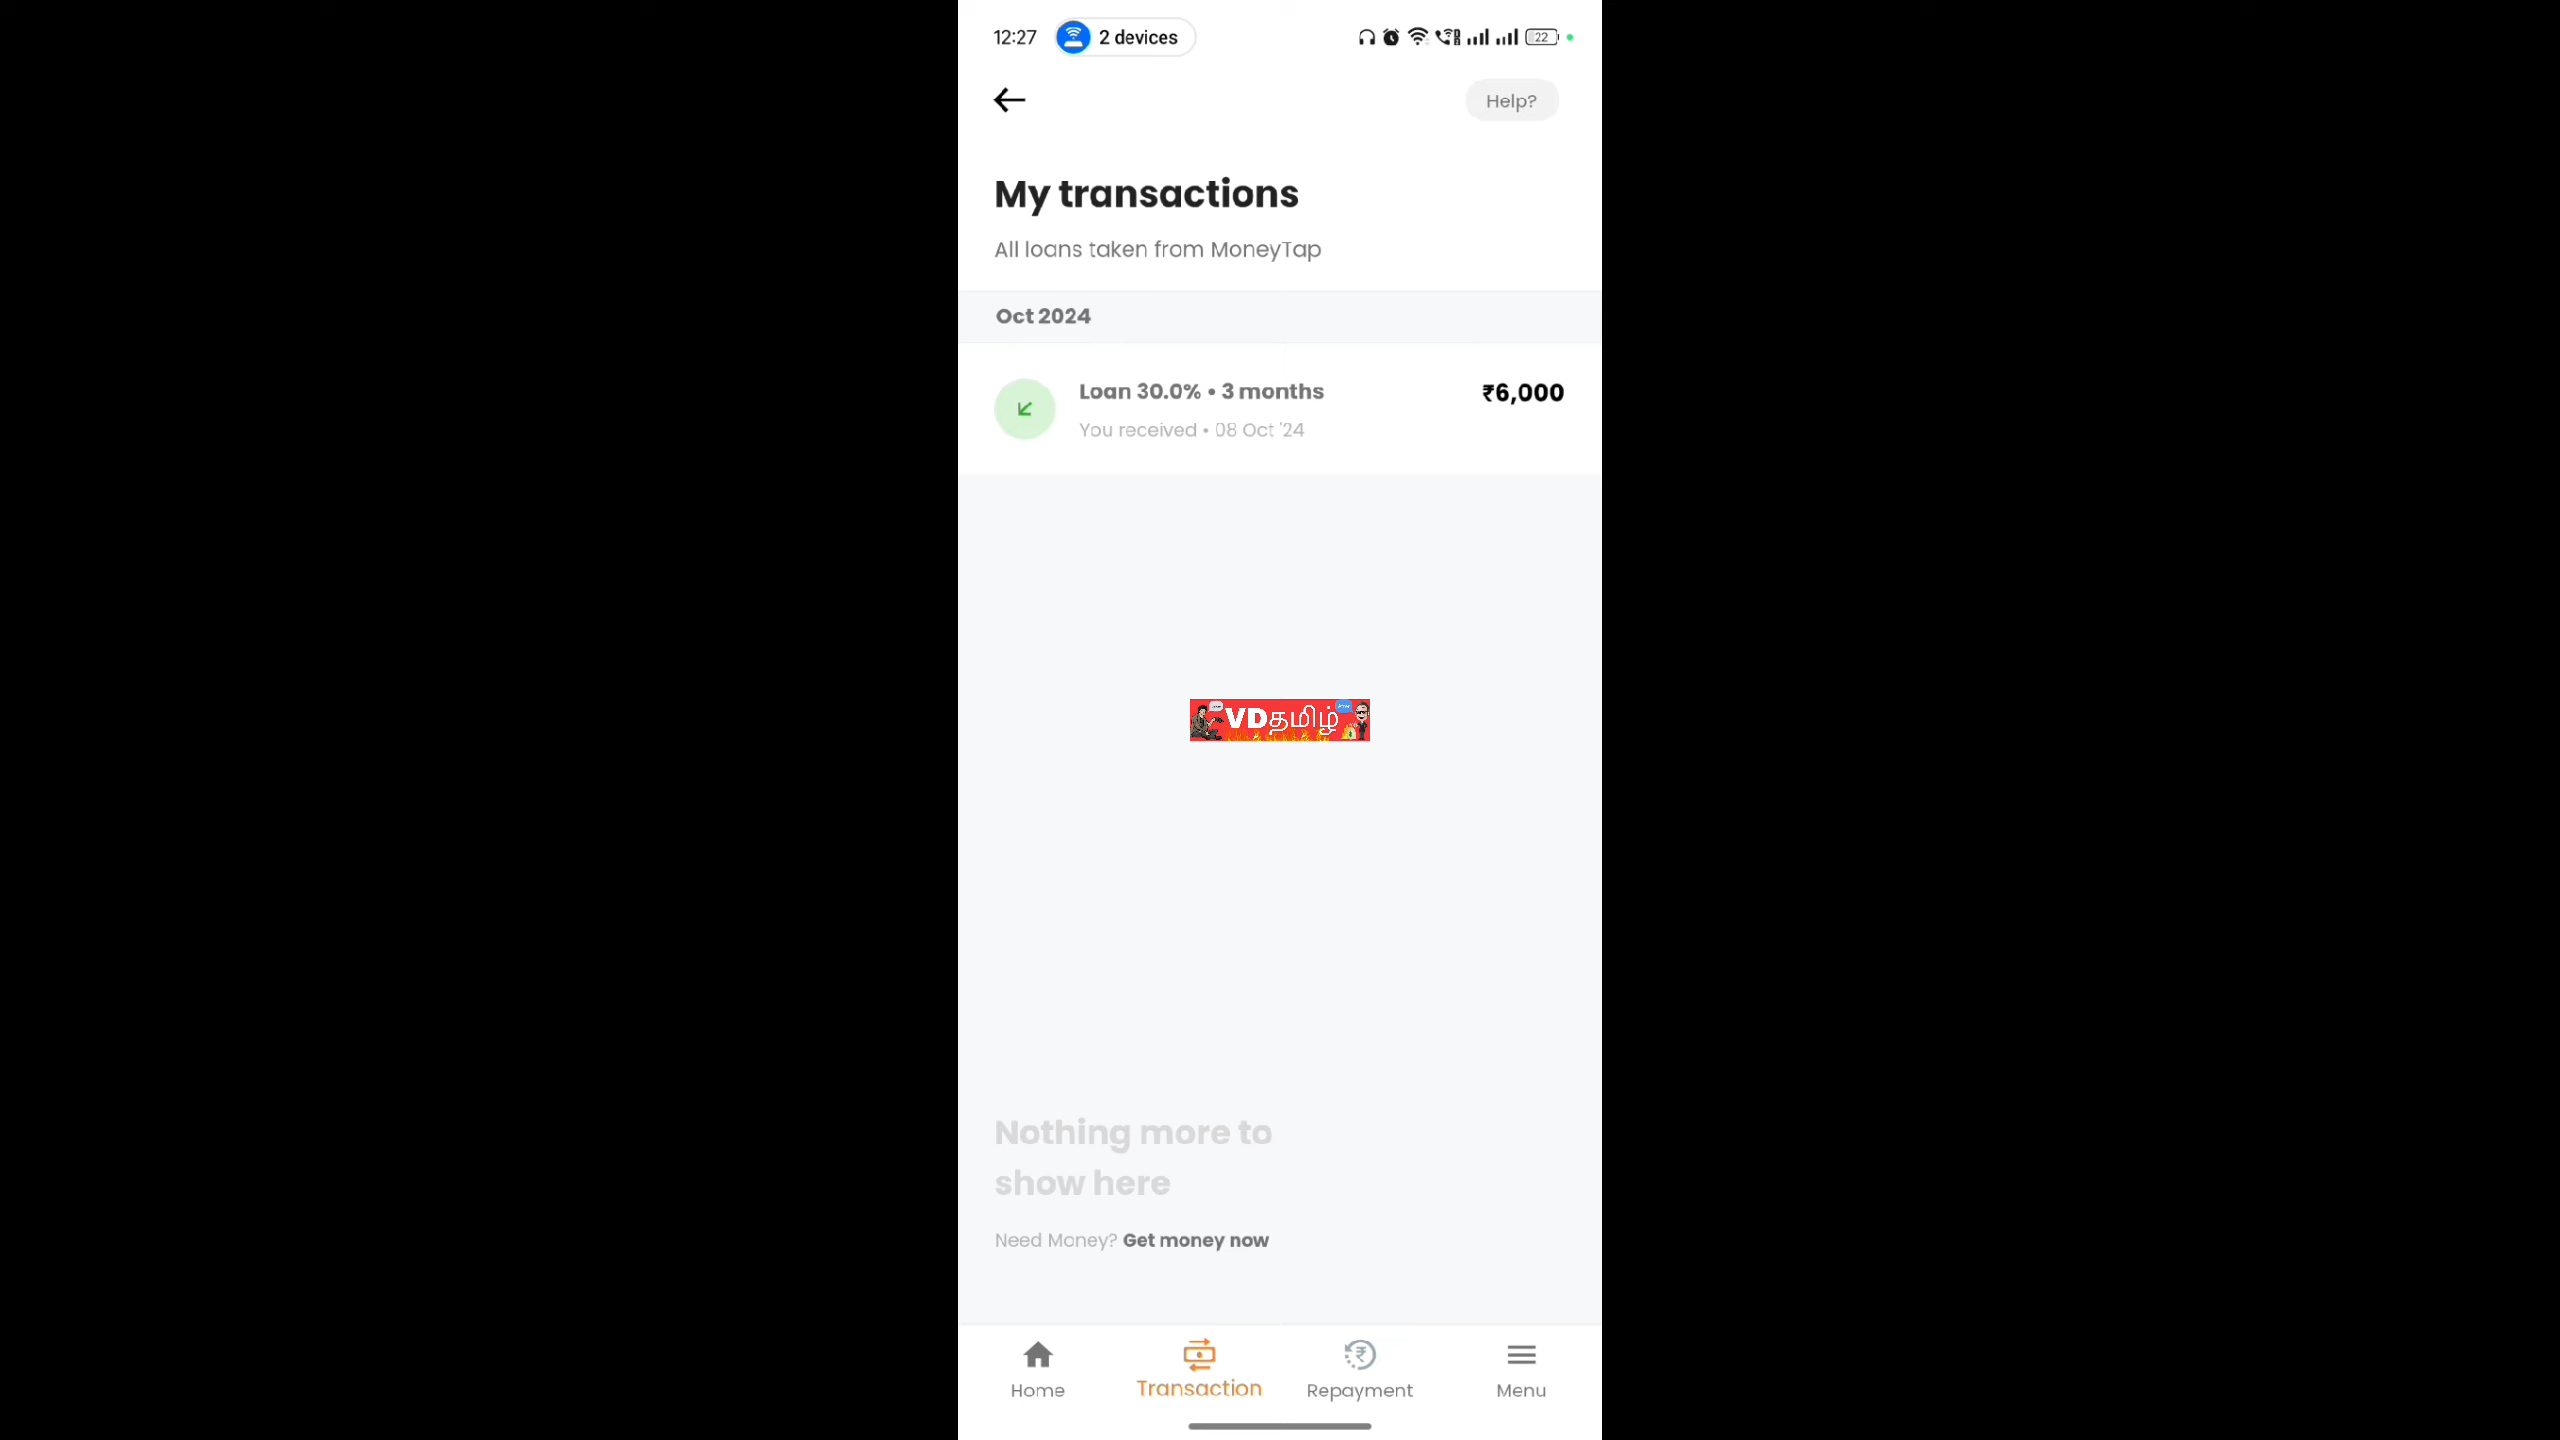 12:27 2 devices 22
Help?
My transactions
All loans taken from MoneyTap
Oct 2024
Loan 30.0% • 3 months ₹6,000
You received • 08 Oct '24
VDதமிழ்
Nothing more to
show here
Need Money? Get money now
Home Transaction Repayment Menu